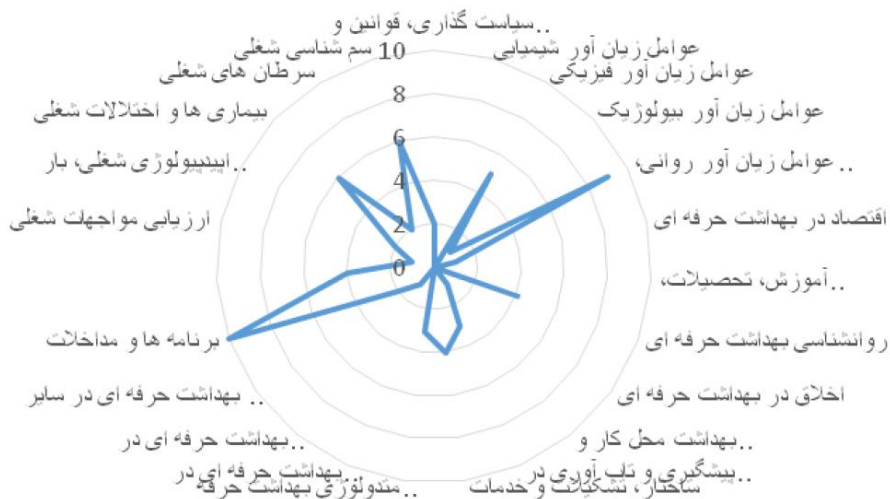 سیاست گذاری، قوانین و..
عوامل زیان آور شیمیایی
عوامل زیان آور فیزیکی
عوامل زیان آور بیولوژیک
عوامل زیان آور روانی،..
اقتصاد در بهداشت حرفه ای
آموزش، تحصیلات،..
روانشناسی بهداشت حرفه ای
اخلاق در بهداشت حرفه ای
بهداشت محل کار و..
پیشگیری و تاب آوری در..
ساختار، تشکیلات و خدمات
متدولوژی بهداشت حرفه..
بهداشت حرفه ای در..
بهداشت حرفه ای در..
بهداشت حرفه ای در سایر..
برنامه ها و مداخلات
ارزیابی مواجهات شغلی
اپیدمیولوژی شغلی، بار..
بیماری ها و اختلالات شغلی
سرطان های شغلی
سم شناسی شغلی
10
8
6
4
2
0